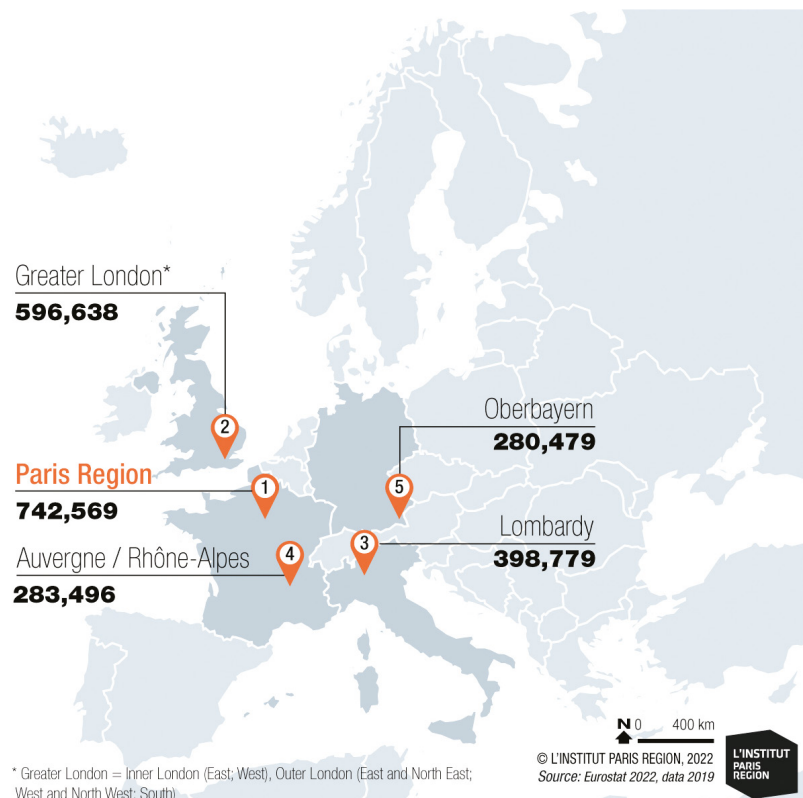 Greater London*
596,638
2
Paris Region
742,569
1
Auvergne / Rhône-Alpes
283,496
4
Oberbayern
280,479
5
Lombardy
398,779
3
N 0 400 km
© L'INSTITUT PARIS REGION, 2022
Source: Eurostat 2022, data 2019
L'INSTITUT
PARIS
REGION
* Greater London = Inner London (East; West), Outer London (East and North East;
West and North West; South)